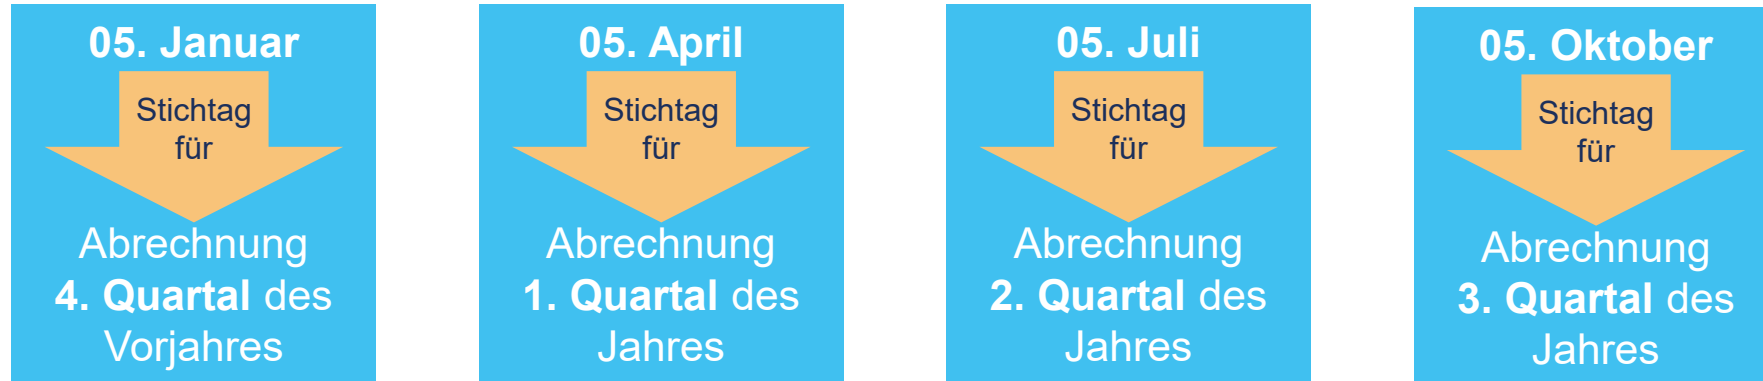 05. Januar
Stichtag
für
Abrechnung
4. Quartal des
Vorjahres
05. April
Stichtag
für
Abrechnung
1. Quartal des
Jahres
05. Juli
Stichtag
für
Abrechnung
2. Quartal des
Jahres
05. Oktober
Stichtag
für
Abrechnung
3. Quartal des
Jahres